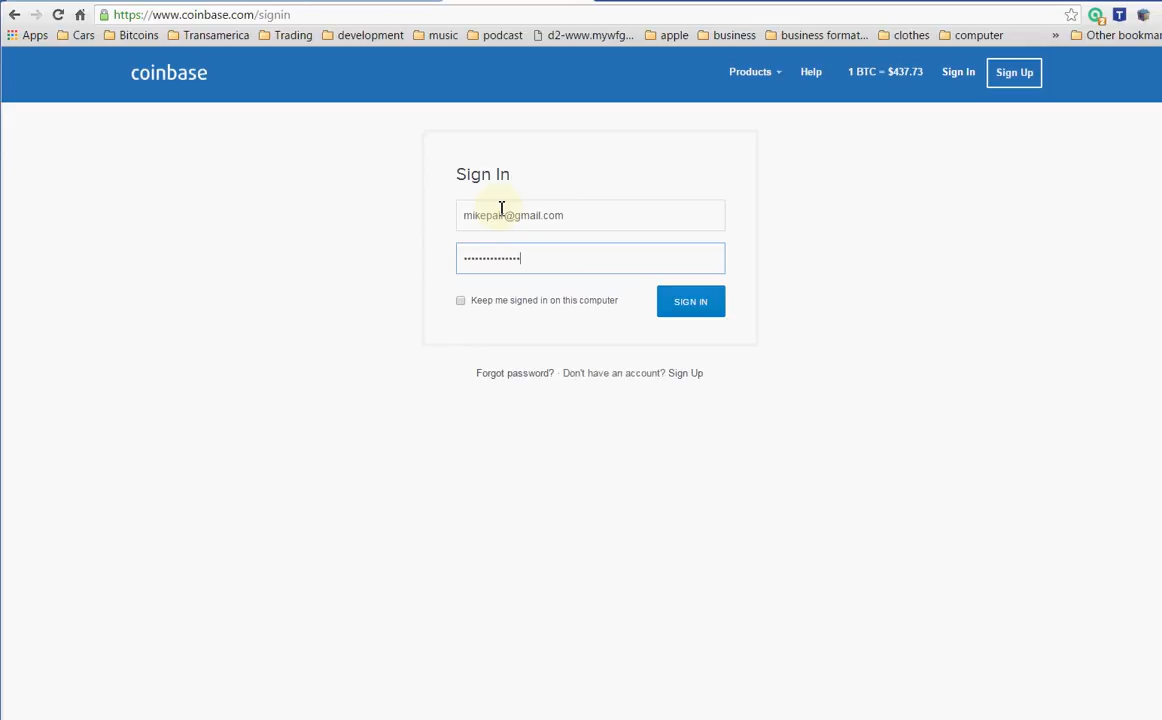 https://www.coinbase.com/signin
Apps Cars Bitcoins Transamerica Trading development music podcast d2-www.mywfg... apple business business format... clothes computer » Other bookmar
coinbase Products Help 1 BTC = $437.73 Sign In Sign Up
Sign In
@gmail.com
•••••••••••••••
Keep me signed in on this computer SIGN IN
Forgot password? · Don't have an account? Sign Up